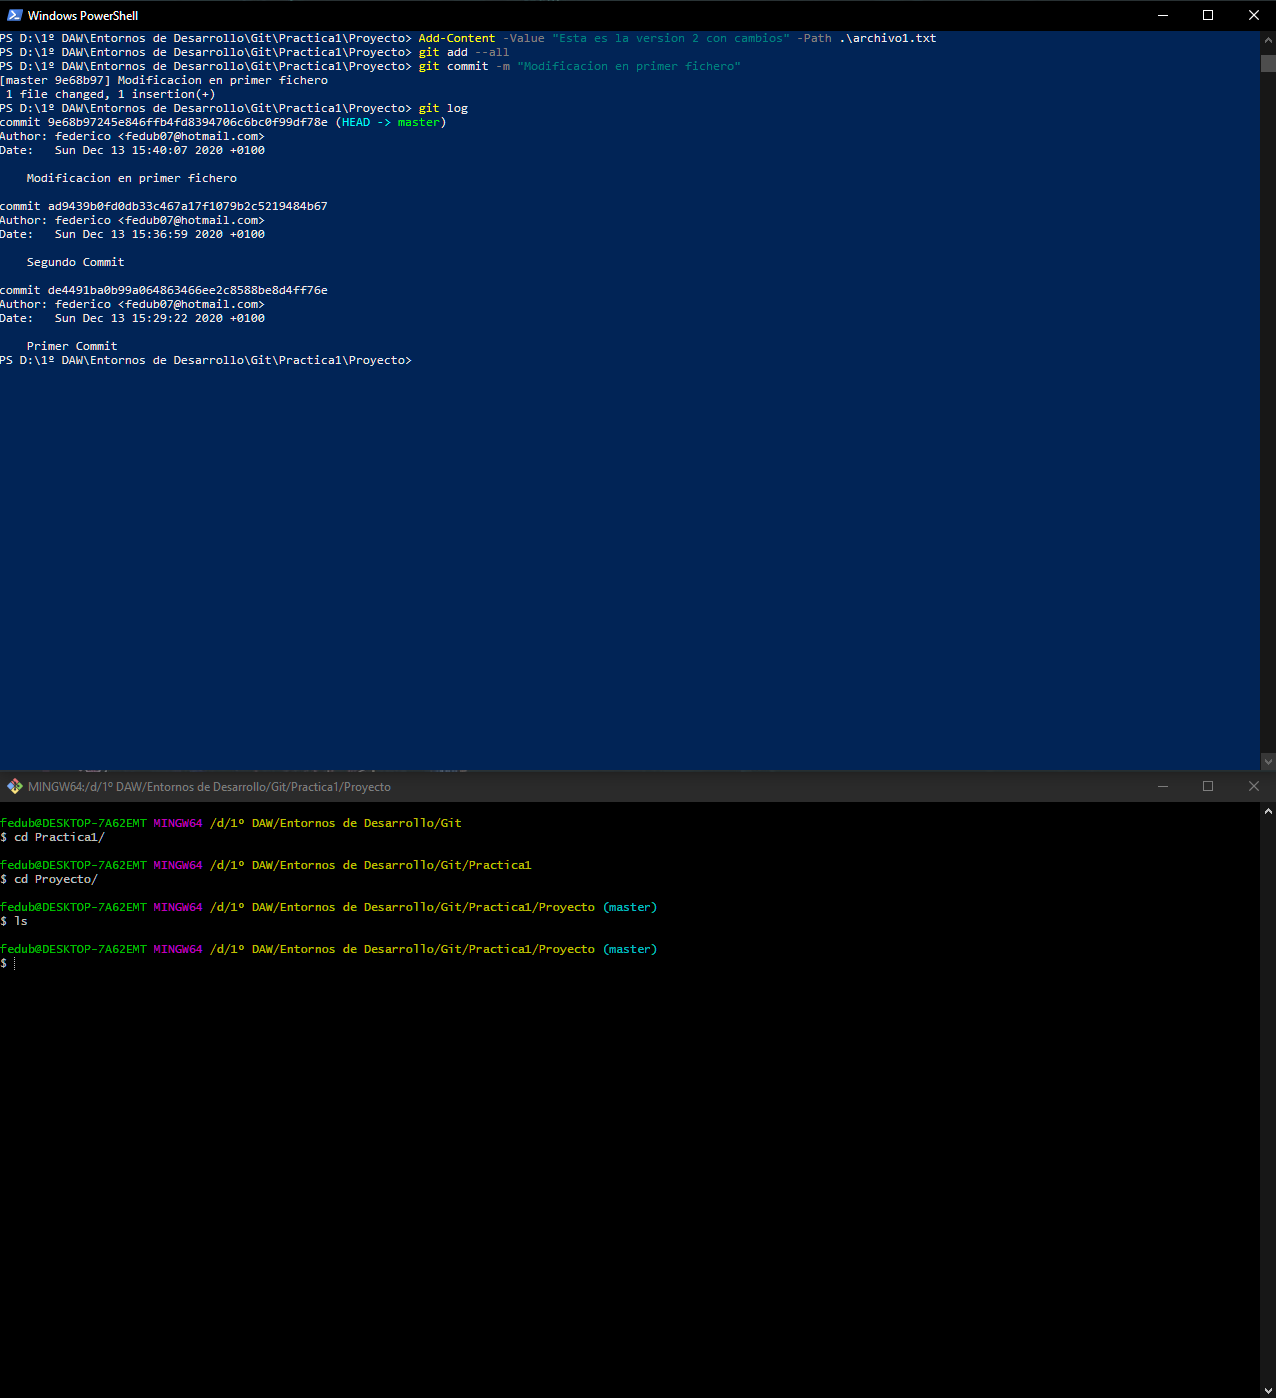 Windows PowerShell
PS D:\1º DAW\Entornos de Desarrollo\Git\Practica1\Proyecto> Add-Content -Value "Esta es la version 2 con cambios" -Path .\archivo1.txt
PS D:\1º DAW\Entornos de Desarrollo\Git\Practica1\Proyecto> git add --all
PS D:\1º DAW\Entornos de Desarrollo\Git\Practica1\Proyecto> git commit -m "Modificacion en primer fichero"
[master 9e68b97] Modificacion en primer fichero
 1 file changed, 1 insertion(+)
PS D:\1º DAW\Entornos de Desarrollo\Git\Practica1\Proyecto> git log
commit 9e68b97245e846ffb4fd8394706c6bc0f99df78e (HEAD -> master)
Author: federico <fedub07@hotmail.com>
Date:   Sun Dec 13 15:40:07 2020 +0100
    Modificacion en primer fichero
commit ad9439b0fd0db33c467a17f1079b2c5219484b67
Author: federico <fedub07@hotmail.com>
Date:   Sun Dec 13 15:36:59 2020 +0100
    Segundo Commit
commit de4491ba0b99a064863466ee2c8588be8d4ff76e
Author: federico <fedub07@hotmail.com>
Date:   Sun Dec 13 15:29:22 2020 +0100
    Primer Commit
PS D:\1º DAW\Entornos de Desarrollo\Git\Practica1\Proyecto>
MINGW64:/d/1º DAW/Entornos de Desarrollo/Git/Practica1/Proyecto
fedub@DESKTOP-7A62EMT MINGW64 /d/1º DAW/Entornos de Desarrollo/Git
$ cd Practica1/
fedub@DESKTOP-7A62EMT MINGW64 /d/1º DAW/Entornos de Desarrollo/Git/Practica1
$ cd Proyecto/
fedub@DESKTOP-7A62EMT MINGW64 /d/1º DAW/Entornos de Desarrollo/Git/Practica1/Proyecto (master)
$ ls
fedub@DESKTOP-7A62EMT MINGW64 /d/1º DAW/Entornos de Desarrollo/Git/Practica1/Proyecto (master)
$